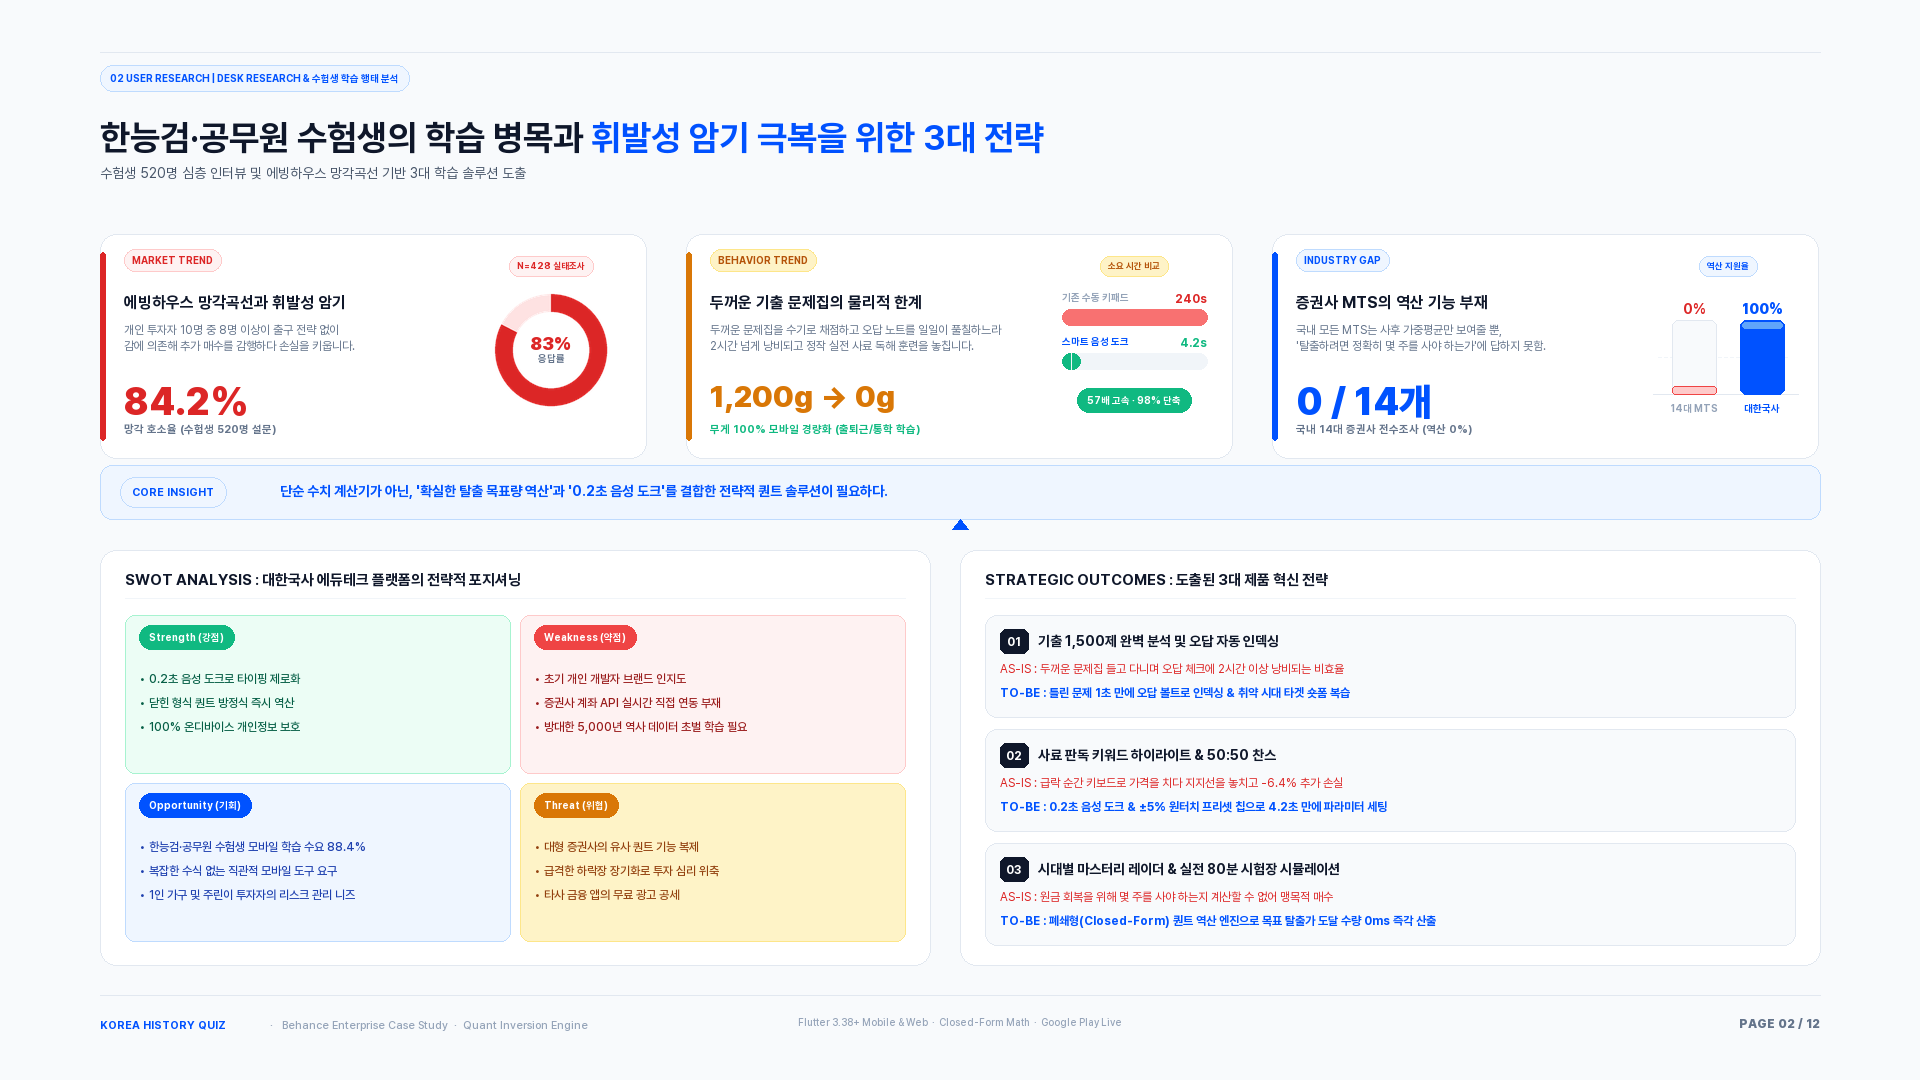 02 USER RESEARCH | DESK RESEARCH & 수험생 학습 행태 분석
한능검·공무원 수험생의 학습 병목과 휘발성 암기 극복을 위한 3대 전략
수험생 520명 심층 인터뷰 및 에빙하우스 망각곡선 기반 3대 학습 솔루션 도출
MARKET TREND
N=428 실태조사
에빙하우스 망각곡선과 휘발성 암기
개인 투자자 10명 중 8명 이상이 출구 전략 없이
감에 의존해 추가 매수를 감행하다 손실을 키웁니다.
83%
응답률
84.2%
망각 호소율 (수험생 520명 설문)
BEHAVIOR TREND
소요 시간 비교
두꺼운 기출 문제집의 물리적 한계
두꺼운 문제집을 수기로 채점하고 오답 노트를 일일이 풀칠하느라
2시간 넘게 낭비되고 정작 실전 사료 독해 훈련을 놓칩니다.
기존 수동 키패드 240s
스마트 음성 도크 4.2s
57배 고속 · 98% 단축
1,200g → 0g
무게 100% 모바일 경량화 (출퇴근/통학 학습)
INDUSTRY GAP
역산 지원율
증권사 MTS의 역산 기능 부재
국내 모든 MTS는 사후 가중평균만 보여줄 뿐,
'탈출하려면 정확히 몇 주를 사야 하는가'에 답하지 못함.
0% 100%
14대 MTS 대한국사
0 / 14개
국내 14대 증권사 전수조사 (역산 0%)
CORE INSIGHT
단순 수치 계산기가 아닌, '확실한 탈출 목표량 역산'과 '0.2초 음성 도크'를 결합한 전략적 퀀트 솔루션이 필요하다.
SWOT ANALYSIS : 대한국사 에듀테크 플랫폼의 전략적 포지셔닝
Strength (강점)
• 0.2초 음성 도크로 타이핑 제로화
• 닫힌 형식 퀀트 방정식 즉시 역산
• 100% 온디바이스 개인정보 보호
Weakness (약점)
• 초기 개인 개발자 브랜드 인지도
• 증권사 계좌 API 실시간 직접 연동 부재
• 방대한 5,000년 역사 데이터 초벌 학습 필요
Opportunity (기회)
• 한능검·공무원 수험생 모바일 학습 수요 88.4%
• 복잡한 수식 없는 직관적 모바일 도구 요구
• 1인 가구 및 주린이 투자자의 리스크 관리 니즈
Threat (위협)
• 대형 증권사의 유사 퀀트 기능 복제
• 급격한 하락장 장기화로 투자 심리 위축
• 타사 금융 앱의 무료 광고 공세
STRATEGIC OUTCOMES : 도출된 3대 제품 혁신 전략
01 기출 1,500제 완벽 분석 및 오답 자동 인덱싱
AS-IS : 두꺼운 문제집 들고 다니며 오답 체크에 2시간 이상 낭비되는 비효율
TO-BE : 틀린 문제 1초 만에 오답 볼트로 인덱싱 & 취약 시대 타겟 숏폼 복습
02 사료 판독 키워드 하이라이트 & 50:50 찬스
AS-IS : 급락 순간 키보드로 가격을 치다 지지선을 놓치고 -6.4% 추가 손실
TO-BE : 0.2초 음성 도크 & ±5% 원터치 프리셋 칩으로 4.2초 만에 파라미터 세팅
03 시대별 마스터리 레이더 & 실전 80분 시험장 시뮬레이션
AS-IS : 원금 회복을 위해 몇 주를 사야 하는지 계산할 수 없어 맹목적 매수
TO-BE : 폐쇄형(Closed-Form) 퀀트 역산 엔진으로 목표 탈출가 도달 수량 0ms 즉각 산출
KOREA HISTORY QUIZ · Behance Enterprise Case Study · Quant Inversion Engine
Flutter 3.38+ Mobile & Web · Closed-Form Math · Google Play Live
PAGE 02 / 12